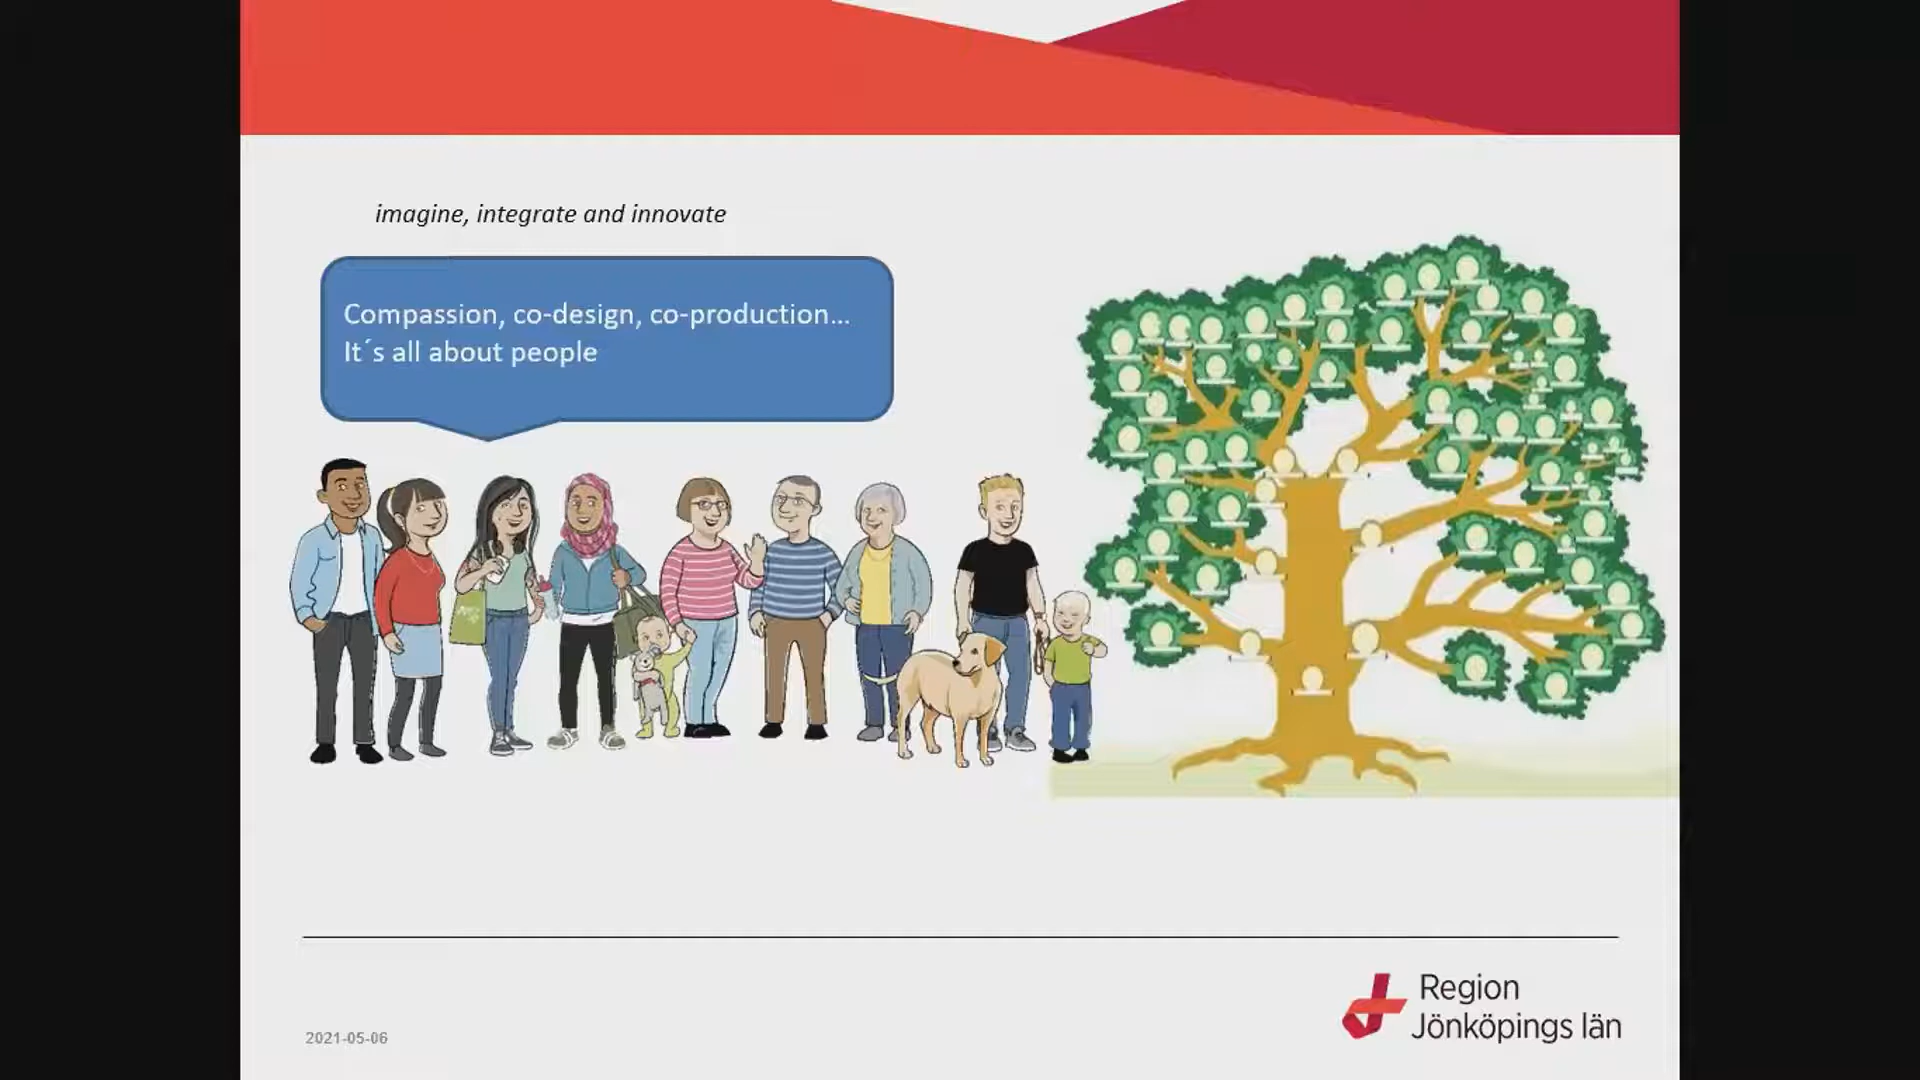 imagine, integrate and innovate
Compassion, co-design, co-production...
It´s all about people
2021-05-06
Region
Jönköpings län